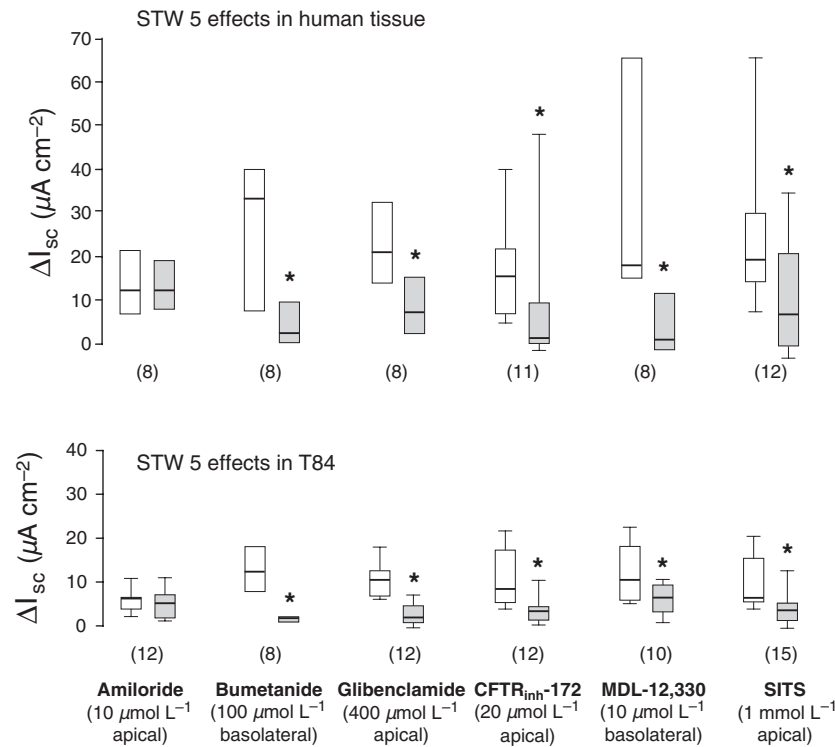 STW 5 effects in human tissue
ΔIsc (µA cm⁻²)
70
60
50
40
30
20
10
0
* * * * *
(8) (8) (8) (11) (8) (12)
STW 5 effects in T84
ΔIsc (µA cm⁻²)
40
30
20
10
0
* * * * *
(12) (8) (12) (12) (10) (15)
Amiloride Bumetanide Glibenclamide CFTRinh-172 MDL-12,330 SITS
(10 µmol L⁻¹ (100 µmol L⁻¹ (400 µmol L⁻¹ (20 µmol L⁻¹ (10 µmol L⁻¹ (1 mmol L⁻¹
apical) basolateral) apical) apical) basolateral) apical)